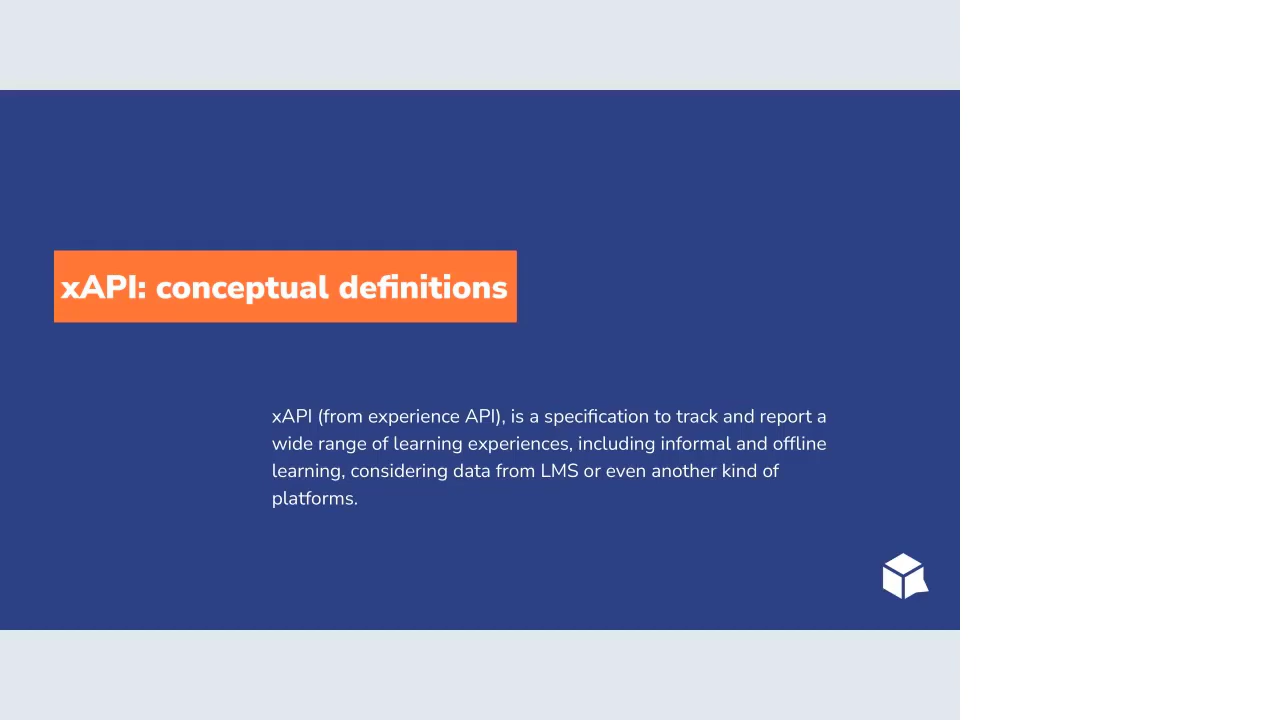 xAPI: conceptual definitions
xAPI (from experience API), is a specification to track and report a
wide range of learning experiences, including informal and offline
learning, considering data from LMS or even another kind of
platforms.